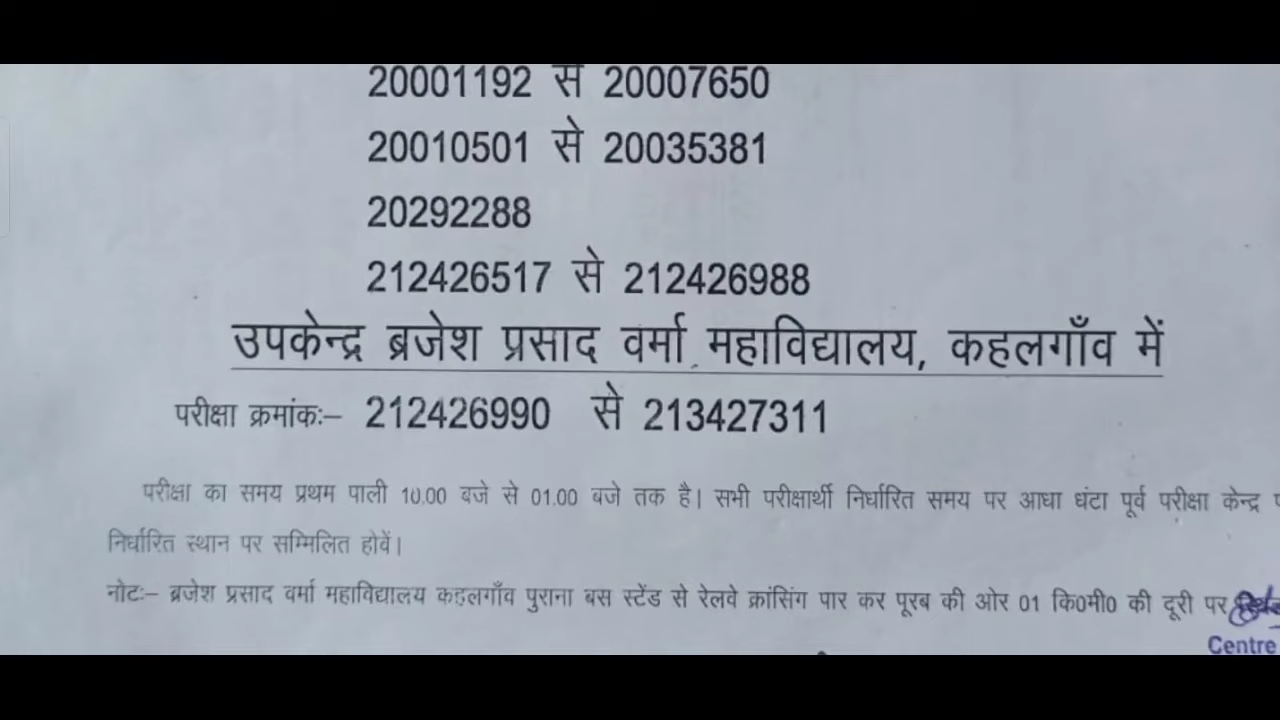 20001192 से 20007650
20010501 से 20035381
20292288
212426517 से 212426988
उपकेन्द्र ब्रजेश प्रसाद वर्मा महाविद्यालय, कहलगाँव में
परीक्षा क्रमांकः– 212426990 से 213427311
परीक्षा का समय प्रथम पाली 10.00 बजे से 01.00 बजे तक है। सभी परीक्षार्थी निर्धारित समय पर आधा घंटा पूर्व परीक्षा केन्द्र
निर्धारित स्थान पर सम्मिलित होवें।
नोटः– ब्रजेश प्रसाद वर्मा महाविद्यालय कहलगाँव पुराना बस स्टेंड से रेलवे क्रांसिंग पार कर पूरब की ओर 01 कि0मी0 की दूरी पर
Centre